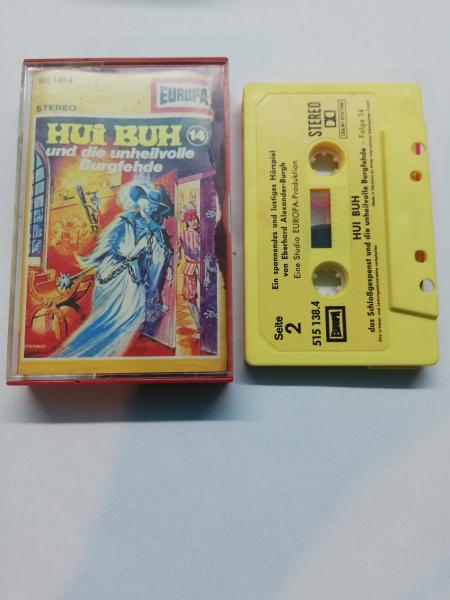 515 138.4
EUROPA
STEREO
HUI BUH 14
und die unheilvolle
Burgfehde
STEREO
Ein spannendes und lustiges Hörspiel
von Eberhard Alexander-Burgh
Eine Studio EUROPA-Produktion
STEREO
DOLBY SYSTEM
Seite
2
515 138.4
EUROPA
HUI BUH
das Schloßgespenst und die unheilvolle Burgfehde - Folge 14